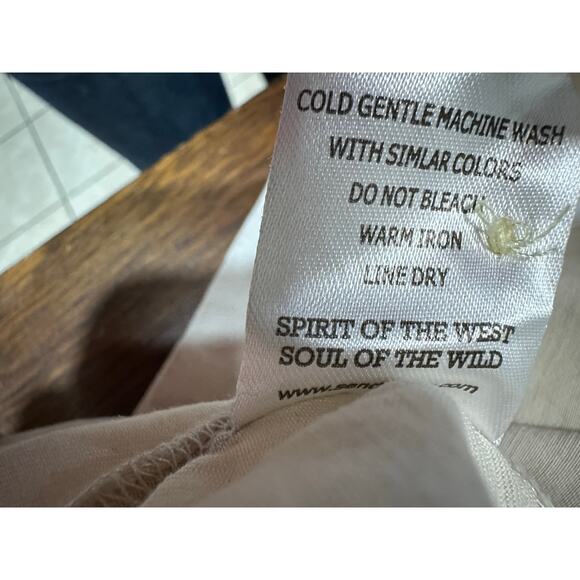 COLD GENTLE MACHINE WASH
WITH SIMLAR COLORS
DO NOT BLEACH
WARM IRON
LINE DRY
SPIRIT OF THE WEST
SOUL OF THE WILD